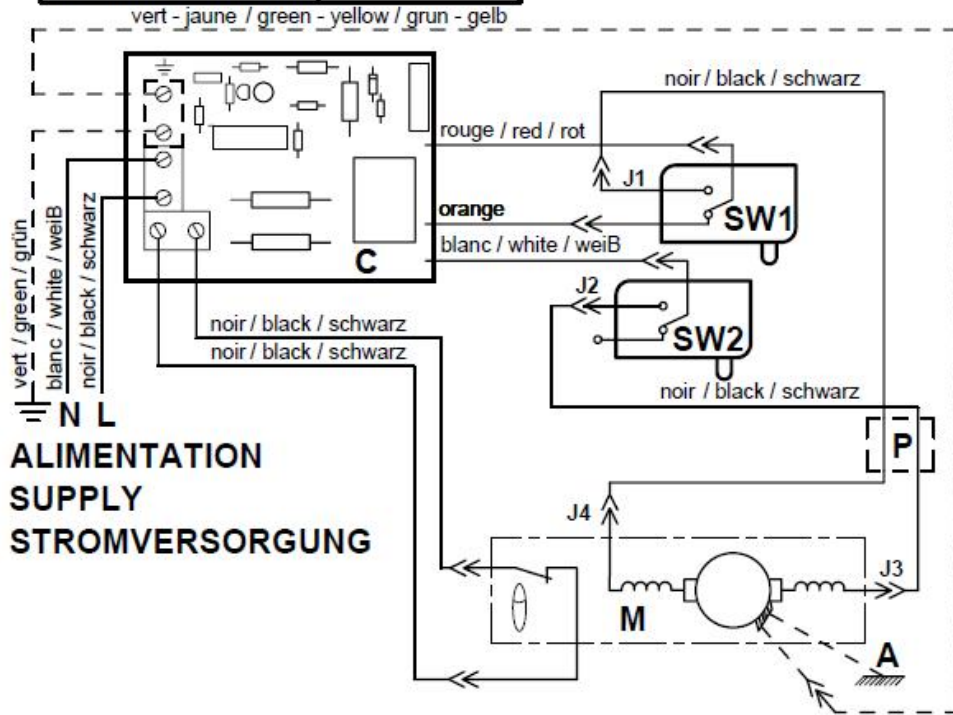 vert - jaune / green - yellow / grun - gelb
noir / black / schwarz
rouge / red / rot
J1
SW1
orange
C
blanc / white / weiB
J2
SW2
vert / green / grün
blanc / white / weiB
noir / black / schwarz
noir / black / schwarz
noir / black / schwarz
noir / black / schwarz
N L
P
ALIMENTATION
SUPPLY
STROMVERSORGUNG
J4
J3
M
A